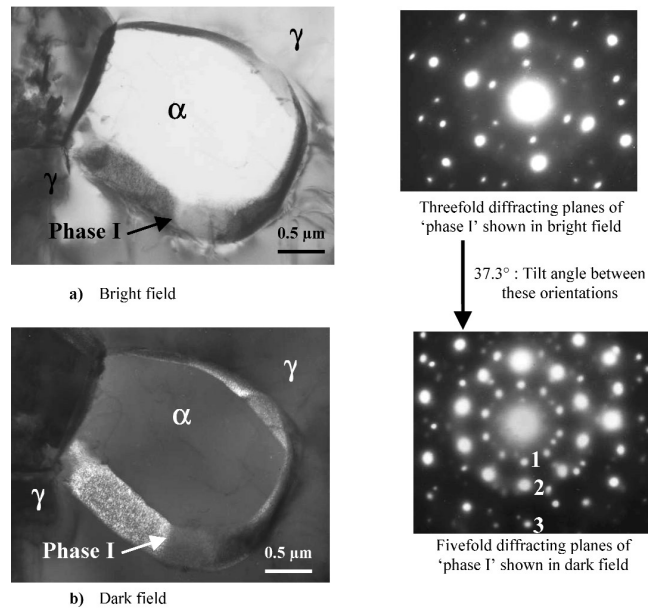 γ
α
γ
Phase I
0.5 µm
a) Bright field
Threefold diffracting planes of
‘phase I’ shown in bright field
37.3° : Tilt angle between
these orientations
γ
α
γ
Phase I
0.5 µm
b) Dark field
1
2
3
Fivefold diffracting planes of
‘phase I’ shown in dark field